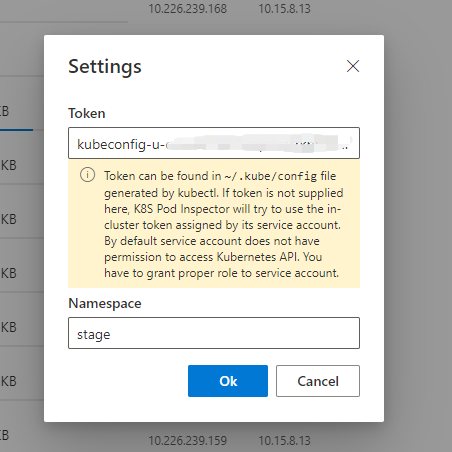 10.226.239.168 10.15.8.13
Settings
Token
KB
kubeconfig-u-
KB
Token can be found in ~/.kube/config file
generated by kubectl. If token is not supplied
here, K8S Pod Inspector will try to use the in-
KB
cluster token assigned by its service account.
By default service account does not have
permission to access Kubernetes API. You
KB
have to grant proper role to service account.
KB
Namespace
stage
KB
Ok Cancel
KB
10.226.239.159 10.15.8.13